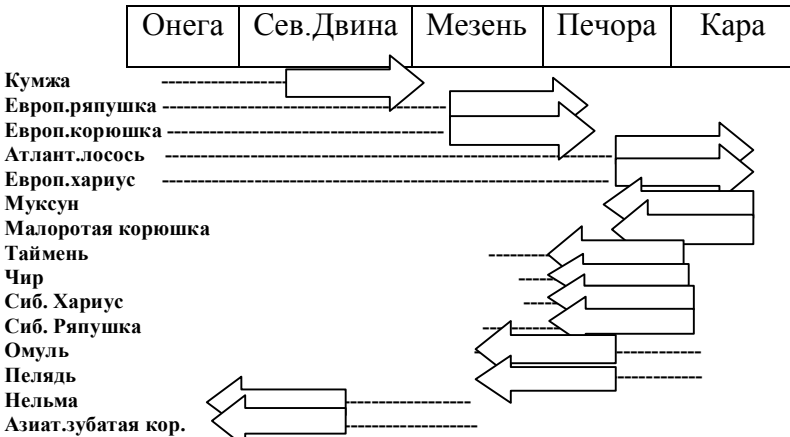 Онега Сев.Двина Мезень Печора Кара
Кумжа
Европ.ряпушка
Европ.корюшка
Атлант.лосось
Европ.хариус
Муксун
Малоротая корюшка
Таймень
Чир
Сиб. Хариус
Сиб. Ряпушка
Омуль
Пелядь
Нельма
Азиат.зубатая кор.